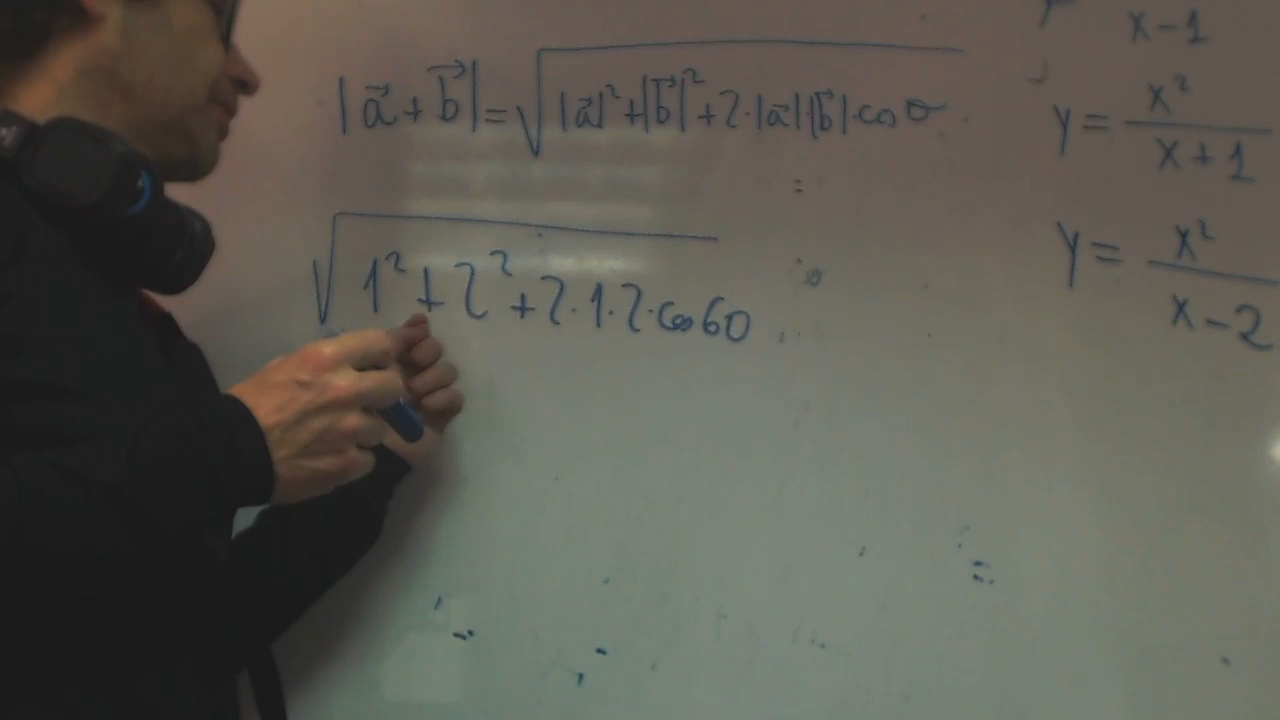 |a⃗ + b⃗| = √|a⃗|² + |b⃗|² + 2·|a⃗|·|b⃗|·cos σ
√1² + 2² + 2·1·2·cos 60
x - 1
y = x² / x + 1
y = x² / x - 2